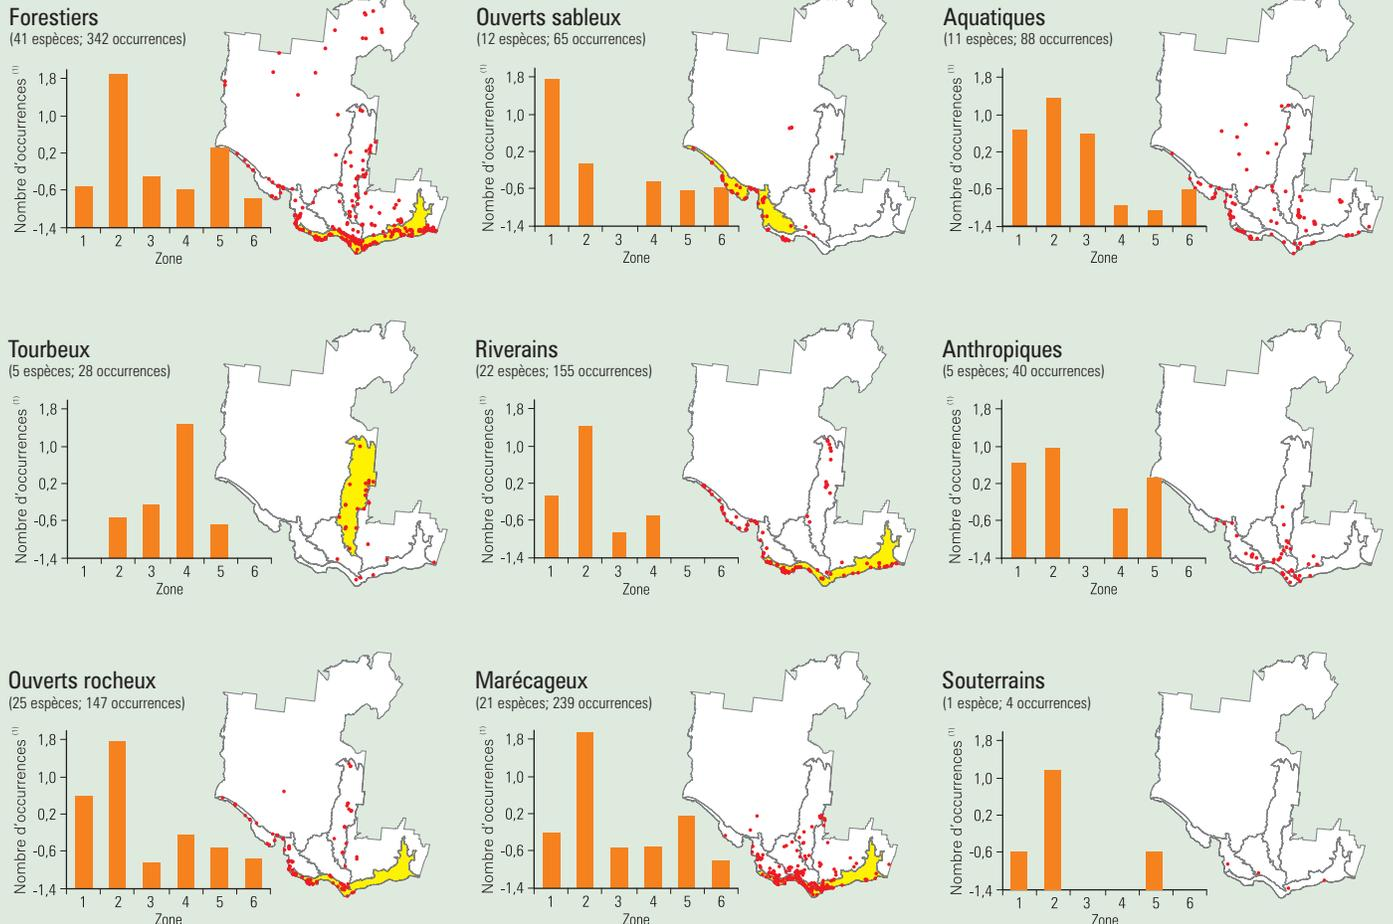 Forestiers
(41 espèces; 342 occurrences)
Nombre d'occurrences (1)
1,8
1,0
0,2
-0,6
-1,4
1 2 3 4 5 6
Zone
Ouverts sableux
(12 espèces; 65 occurrences)
Nombre d'occurrences (1)
1,8
1,0
0,2
-0,6
-1,4
1 2 3 4 5 6
Zone
Aquatiques
(11 espèces; 88 occurrences)
Nombre d'occurrences (1)
1,8
1,0
0,2
-0,6
-1,4
1 2 3 4 5 6
Zone
Tourbeux
(5 espèces; 28 occurrences)
Nombre d'occurrences (1)
1,8
1,0
0,2
-0,6
-1,4
1 2 3 4 5 6
Zone
Riverains
(22 espèces; 155 occurrences)
Nombre d'occurrences (1)
1,8
1,0
0,2
-0,6
-1,4
1 2 3 4 5 6
Zone
Anthropiques
(5 espèces; 40 occurrences)
Nombre d'occurrences (1)
1,8
1,0
0,2
-0,6
-1,4
1 2 3 4 5 6
Zone
Ouverts rocheux
(25 espèces; 147 occurrences)
Nombre d'occurrences (1)
1,8
1,0
0,2
-0,6
-1,4
1 2 3 4 5 6
Zone
Marécageux
(21 espèces; 239 occurrences)
Nombre d'occurrences (1)
1,8
1,0
0,2
-0,6
-1,4
1 2 3 4 5 6
Zone
Souterrains
(1 espèce; 4 occurrences)
Nombre d'occurrences (1)
1,8
1,0
0,2
-0,6
-1,4
1 2 3 4 5 6
Zone